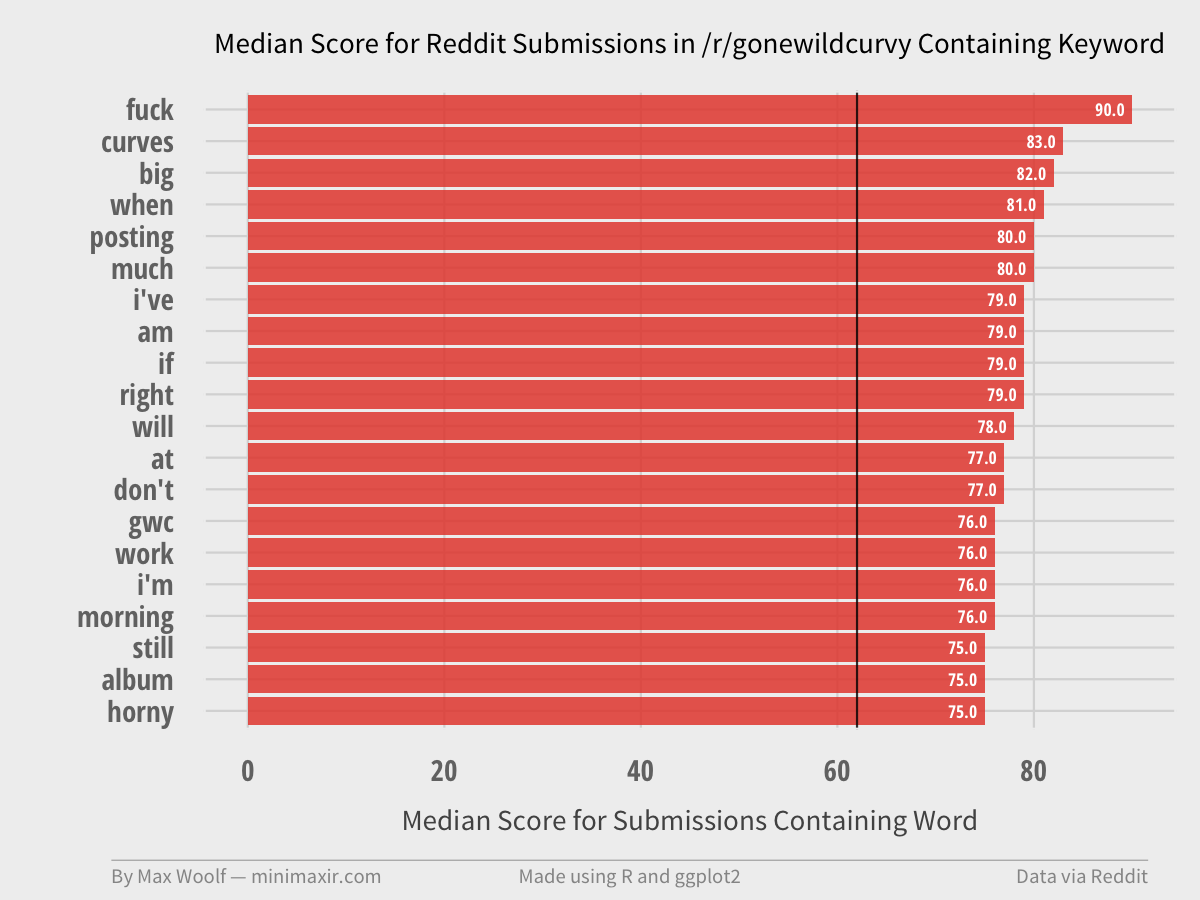 Median Score for Reddit Submissions in /r/gonewildcurvy Containing Keyword
fuck 90.0
curves 83.0
big 82.0
when 81.0
posting 80.0
much 80.0
i've 79.0
am 79.0
if 79.0
right 79.0
will 78.0
at 77.0
don't 77.0
gwc 76.0
work 76.0
i'm 76.0
morning 76.0
still 75.0
album 75.0
horny 75.0
0 20 40 60 80
Median Score for Submissions Containing Word
By Max Woolf — minimaxir.com Made using R and ggplot2 Data via Reddit